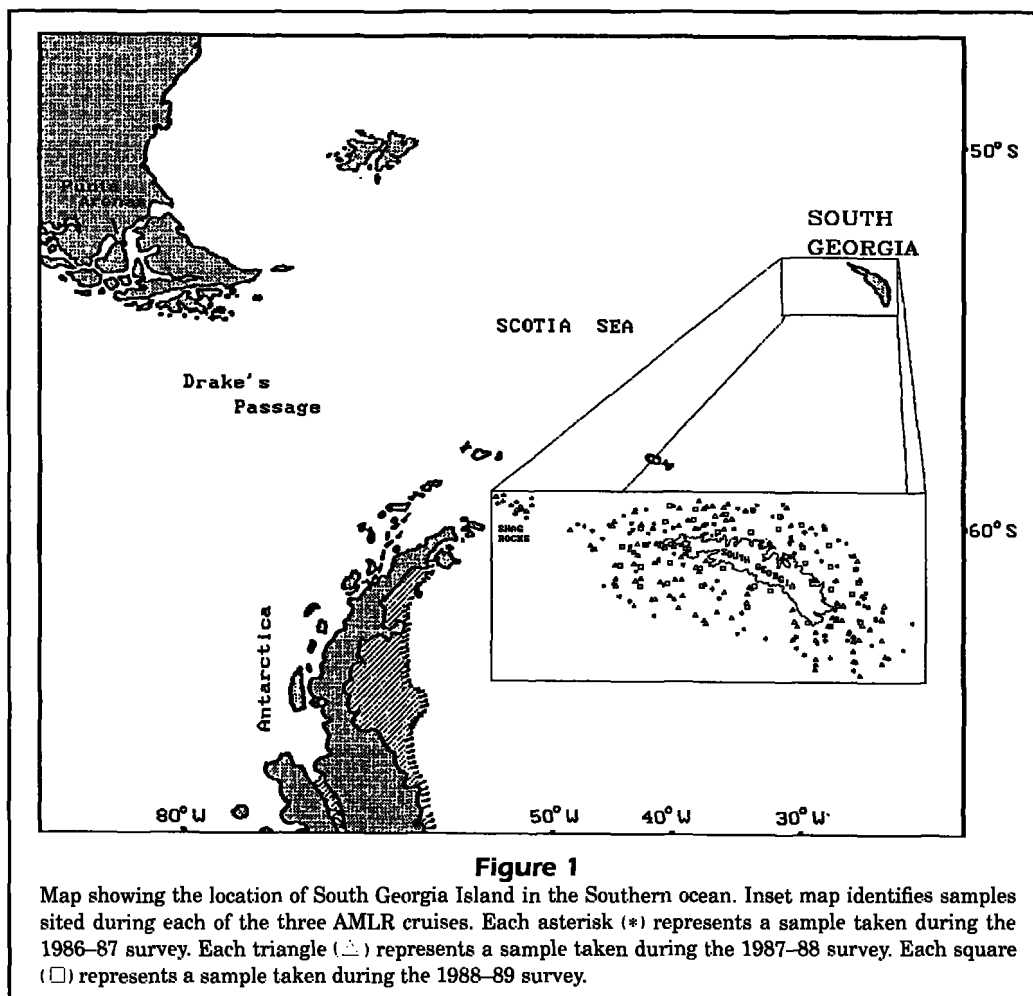 50° S
SOUTH
GEORGIA
Punta
Arenas
SCOTIA SEA
Drake's
Passage
SHAG
ROCKS
60° S
SOUTH GEORGIA
Antarctica
80° W
50° W
40° W
30° W
Figure 1
Map showing the location of South Georgia Island in the Southern ocean. Inset map identifies samples
sited during each of the three AMLR cruises. Each asterisk (*) represents a sample taken during the
1986–87 survey. Each triangle (△) represents a sample taken during the 1987–88 survey. Each square
(□) represents a sample taken during the 1988–89 survey.